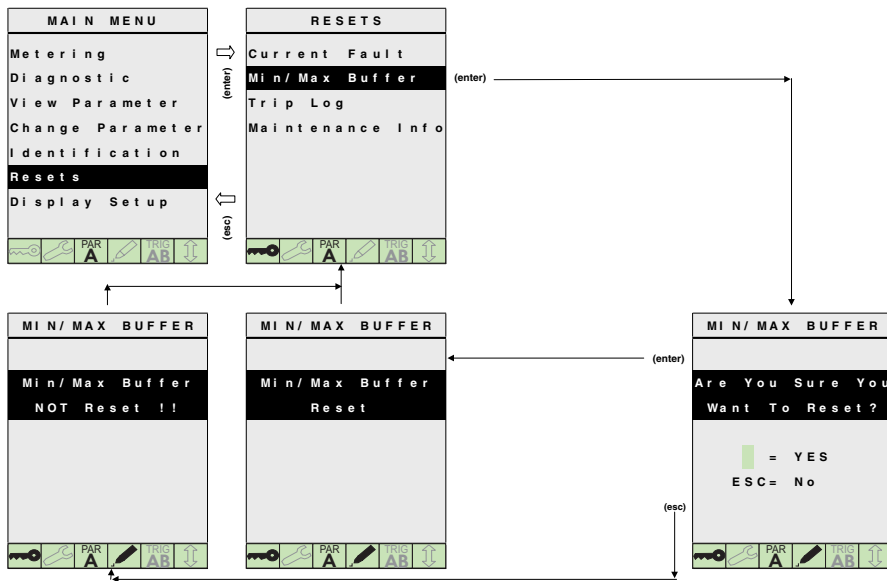 MAIN MENU
Metering
Diagnostic
View Parameter
Change Parameter
Identification
Resets
Display Setup
PAR
A
TRIG
AB
(enter)
(esc)
RESETS
Current Fault
Min/Max Buffer
Trip Log
Maintenance Info
PAR
A
TRIG
AB
(enter)
MIN/MAX BUFFER
Min/Max Buffer
NOT Reset !!
PAR
A
TRIG
AB
MIN/MAX BUFFER
Min/Max Buffer
Reset
PAR
A
TRIG
AB
(enter)
(esc)
MIN/MAX BUFFER
Are You Sure You
Want To Reset?
= YES
ESC= No
PAR
A
TRIG
AB